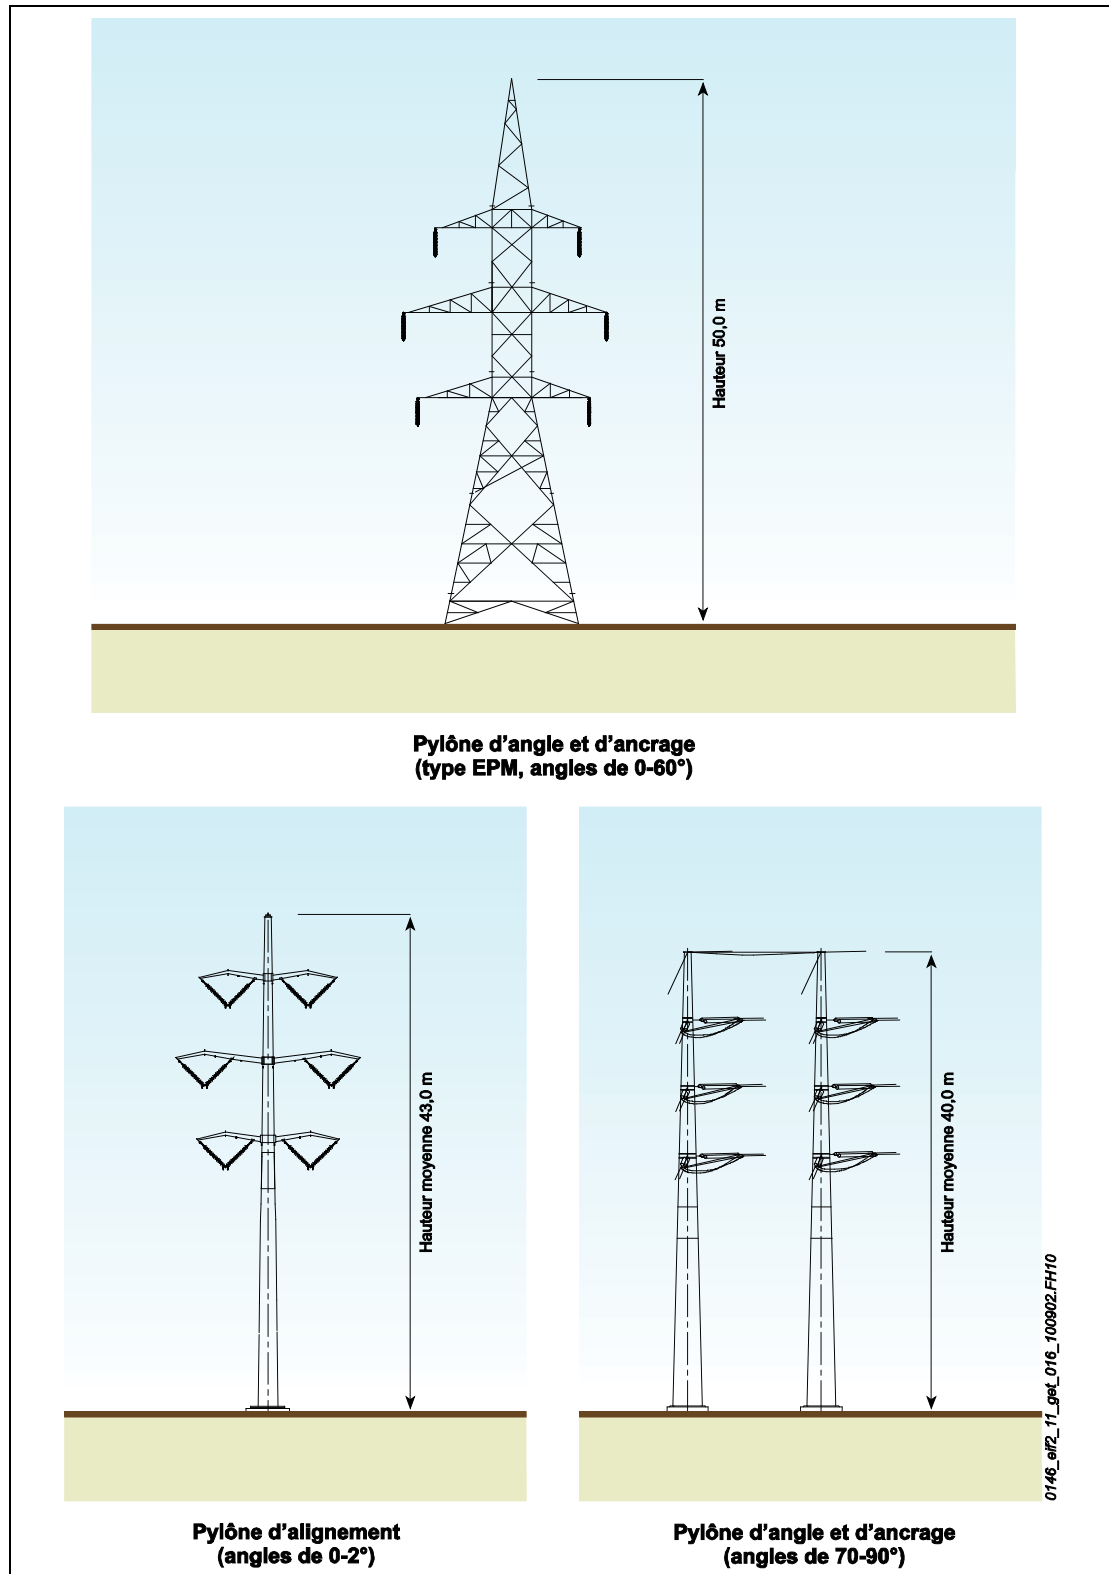 Hauteur 50,0 m
Pylône d'angle et d'ancrage
(type EPM, angles de 0-60°)
Hauteur moyenne 43,0 m
Hauteur moyenne 40,0 m
0146_eif2_11_get_016_100902.FH10
Pylône d'alignement
(angles de 0-2°)
Pylône d'angle et d'ancrage
(angles de 70-90°)